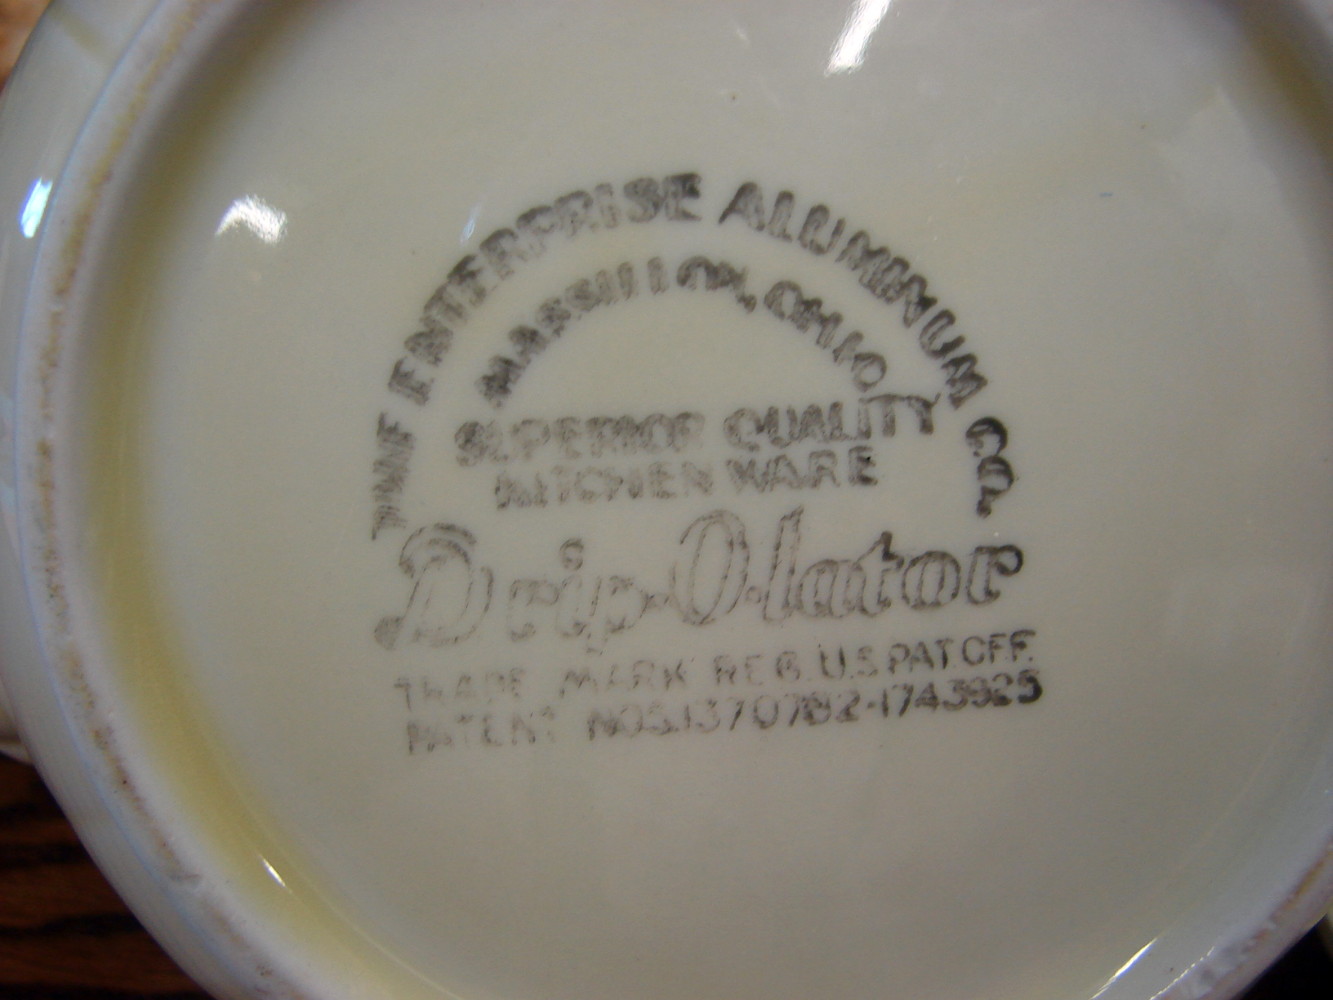 THE ENTERPRISE ALUMINUM CO.
MASSILLON, OHIO
SUPERIOR QUALITY
KITCHEN WARE
Drip-O-lator
TRADE MARK REG. U.S. PAT. OFF.
PATENT NOS. 1370782-1743925